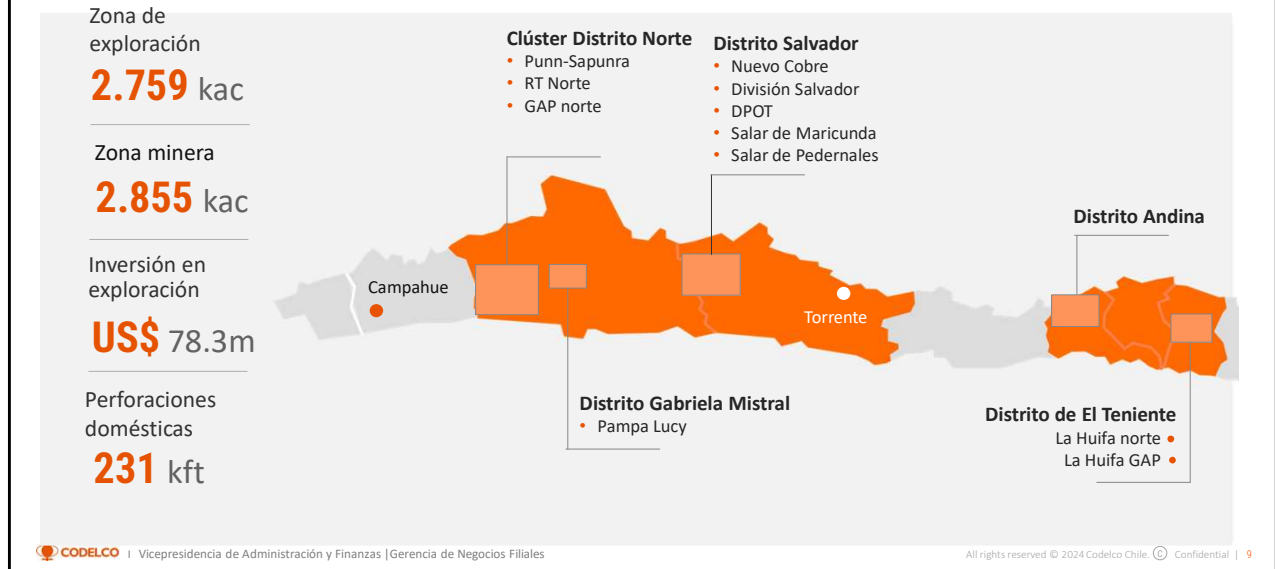 Zona de
exploración
2.759 kac
Zona minera
2.855 kac
Inversión en
exploración
US$ 78.3m
Perforaciones
domésticas
231 kft
Clúster Distrito Norte
• Punn-Sapunra
• RT Norte
• GAP norte
Distrito Salvador
• Nuevo Cobre
• División Salvador
• DPOT
• Salar de Maricunda
• Salar de Pedernales
Distrito Andina
Campahue
Torrente
Distrito Gabriela Mistral
• Pampa Lucy
Distrito de El Teniente
La Huifa norte •
La Huifa GAP •
CODELCO | Vicepresidencia de Administración y Finanzas |Gerencia de Negocios Filiales
All rights reserved © 2024 Codelco Chile. © Confidential | 9